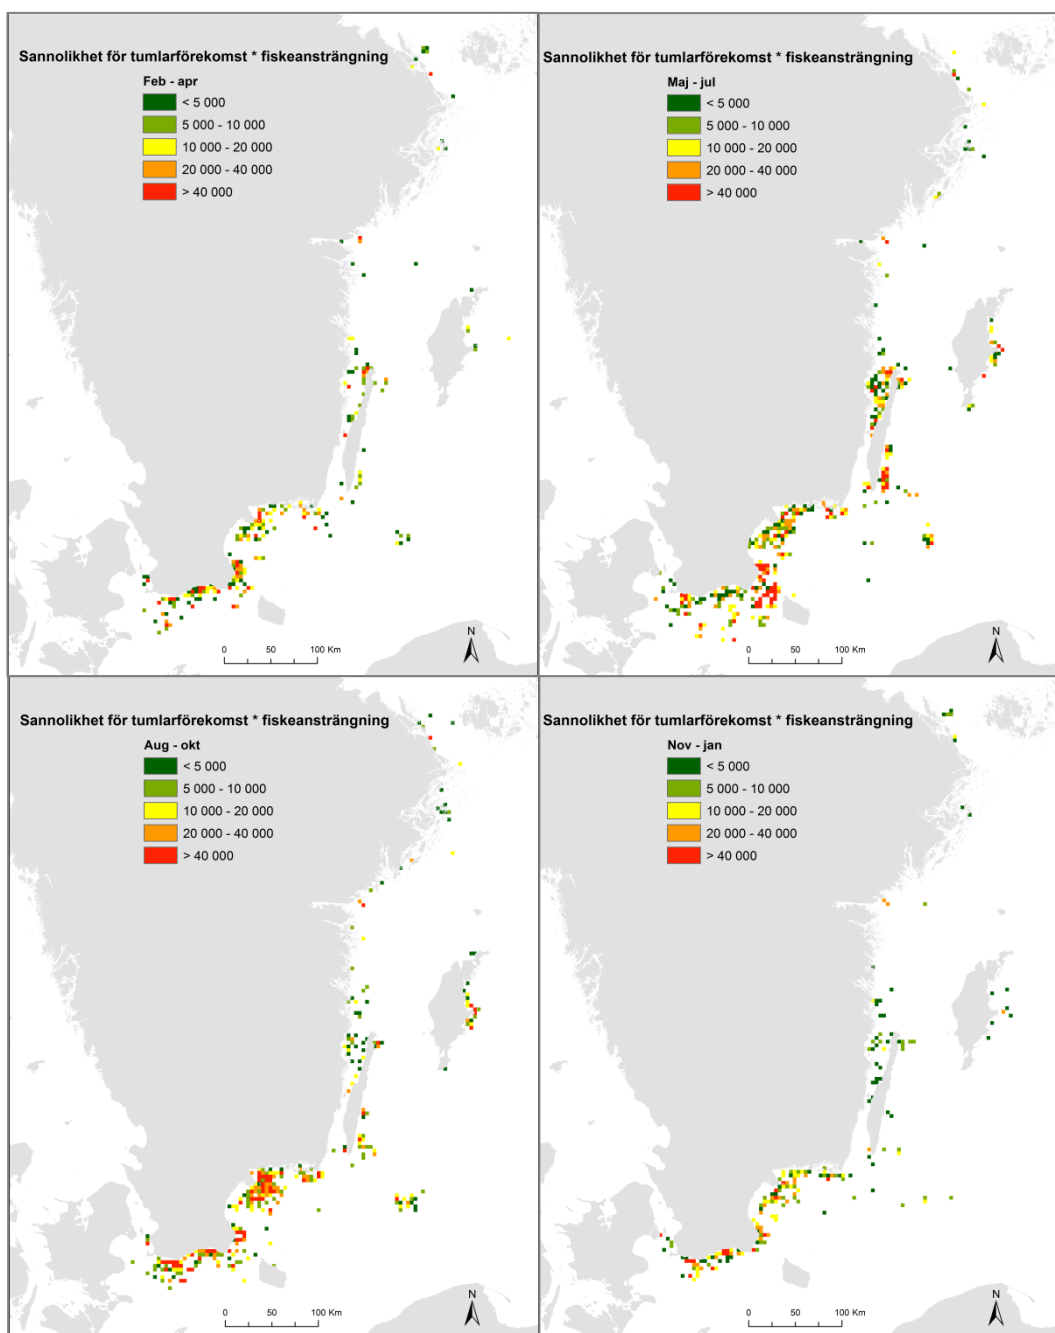 Sannolikhet för tumlarförekomst * fiskeansträngning
Feb - apr
< 5 000
5 000 - 10 000
10 000 - 20 000
20 000 - 40 000
> 40 000
N
0 50 100 Km
Sannolikhet för tumlarförekomst * fiskeansträngning
Maj - jul
< 5 000
5 000 - 10 000
10 000 - 20 000
20 000 - 40 000
> 40 000
N
0 50 100 Km
Sannolikhet för tumlarförekomst * fiskeansträngning
Aug - okt
< 5 000
5 000 - 10 000
10 000 - 20 000
20 000 - 40 000
> 40 000
N
0 50 100 Km
Sannolikhet för tumlarförekomst * fiskeansträngning
Nov - jan
< 5 000
5 000 - 10 000
10 000 - 20 000
20 000 - 40 000
> 40 000
N
0 50 100 Km